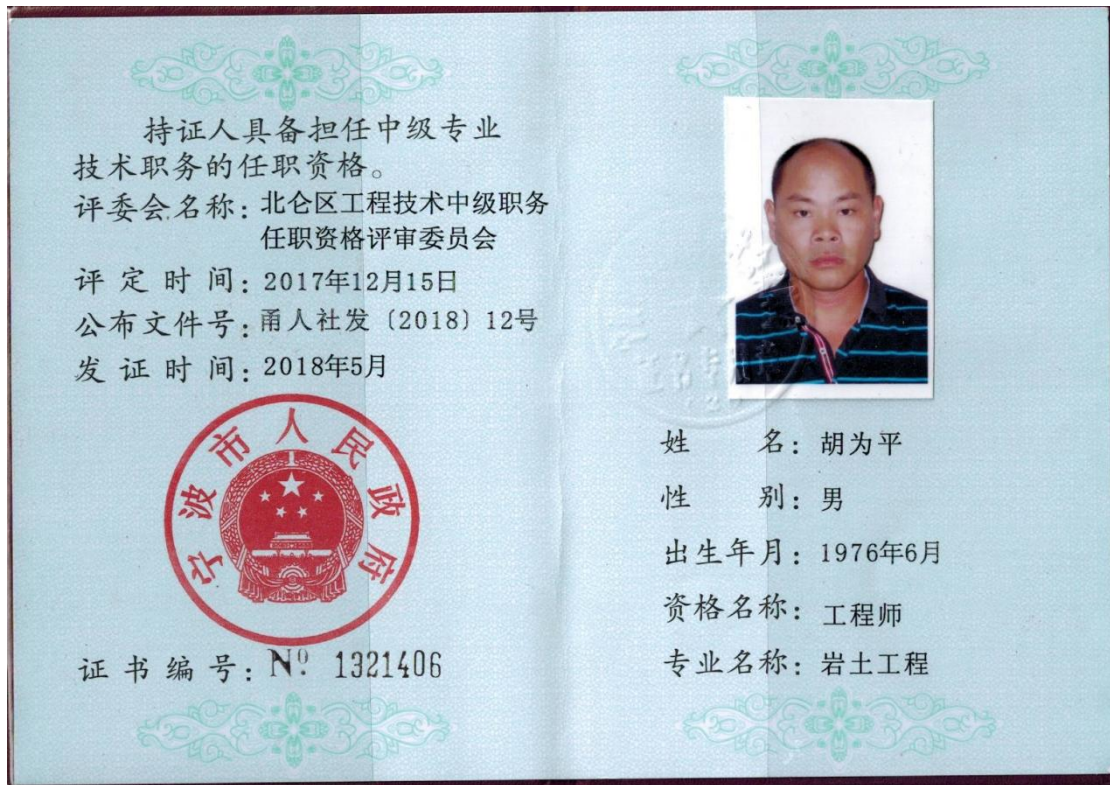 持证人具备担任中级专业
技术职务的任职资格。
评委会名称：北仑区工程技术中级职务
任职资格评审委员会
评定时间：2017年12月15日
公布文件号：甬人社发〔2018〕12号
发证时间：2018年5月
宁波市人民政府
证书编号：Nº 1321406
姓名：胡为平
性别：男
出生年月：1976年6月
资格名称：工程师
专业名称：岩土工程